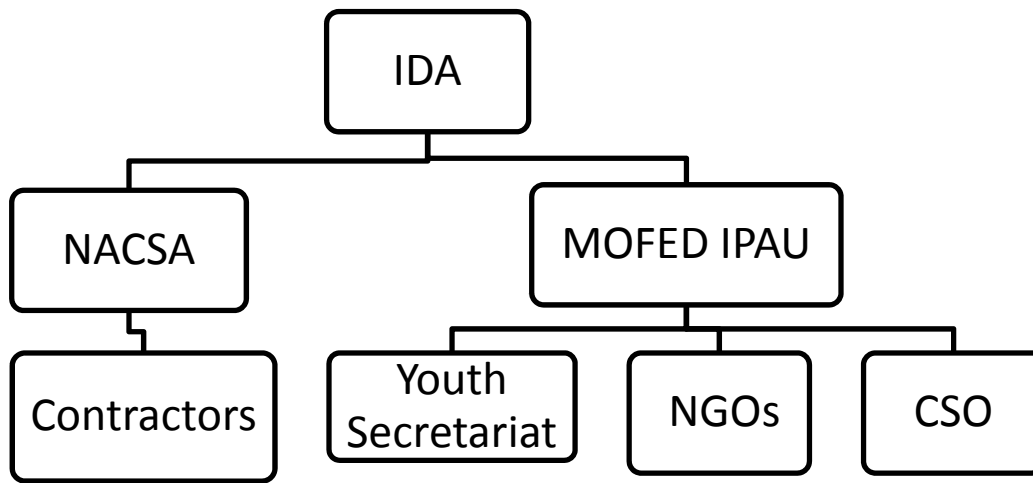 IDA
NACSA
MOFED IPAU
Contractors
Youth
Secretariat
NGOs
CSO